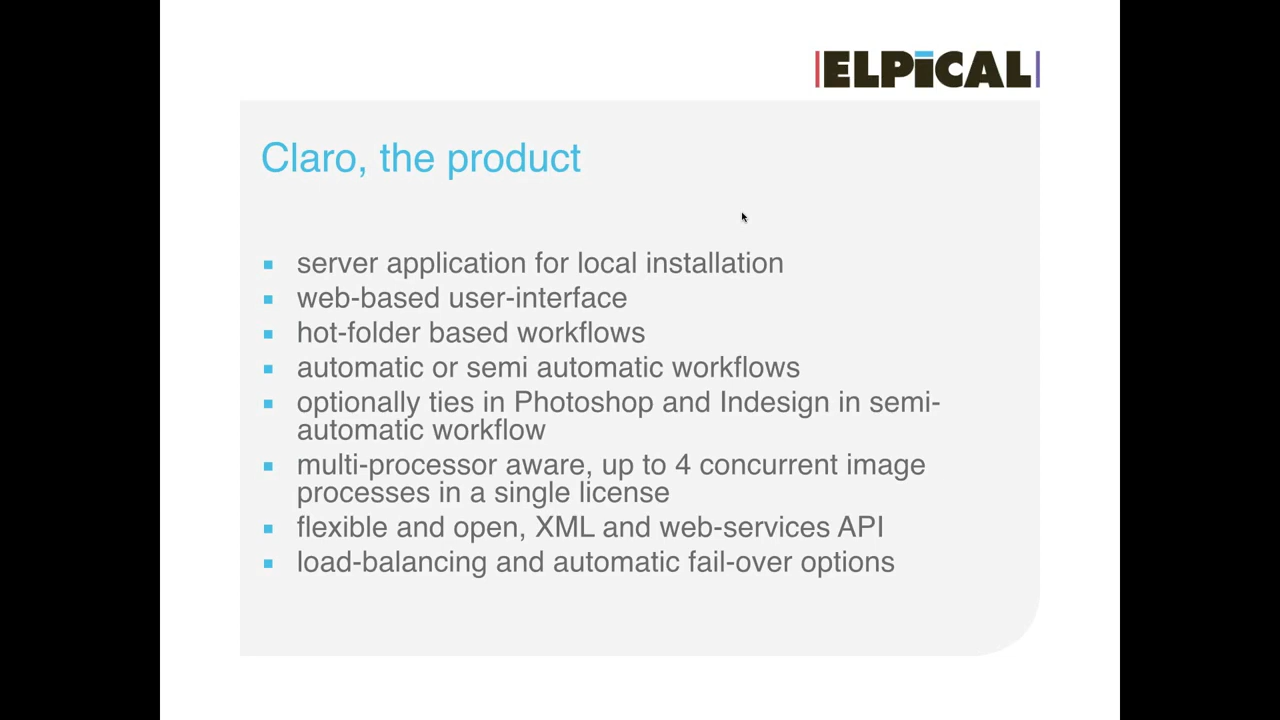 ELPiCAL
Claro, the product
server application for local installation
web-based user-interface
hot-folder based workflows
automatic or semi automatic workflows
optionally ties in Photoshop and Indesign in semi-
automatic workflow
multi-processor aware, up to 4 concurrent image
processes in a single license
flexible and open, XML and web-services API
load-balancing and automatic fail-over options